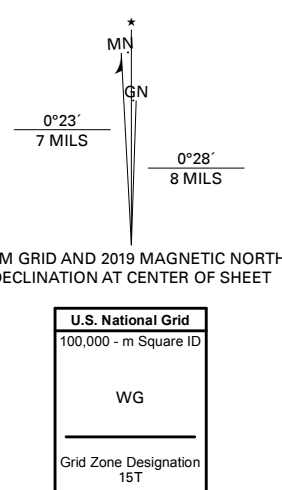 ★
MN
GN
0°23´
7 MILS
0°28´
8 MILS
M GRID AND 2019 MAGNETIC NORTH
DECLINATION AT CENTER OF SHEET
U.S. National Grid
100,000 - m Square ID
WG
Grid Zone Designation
15T